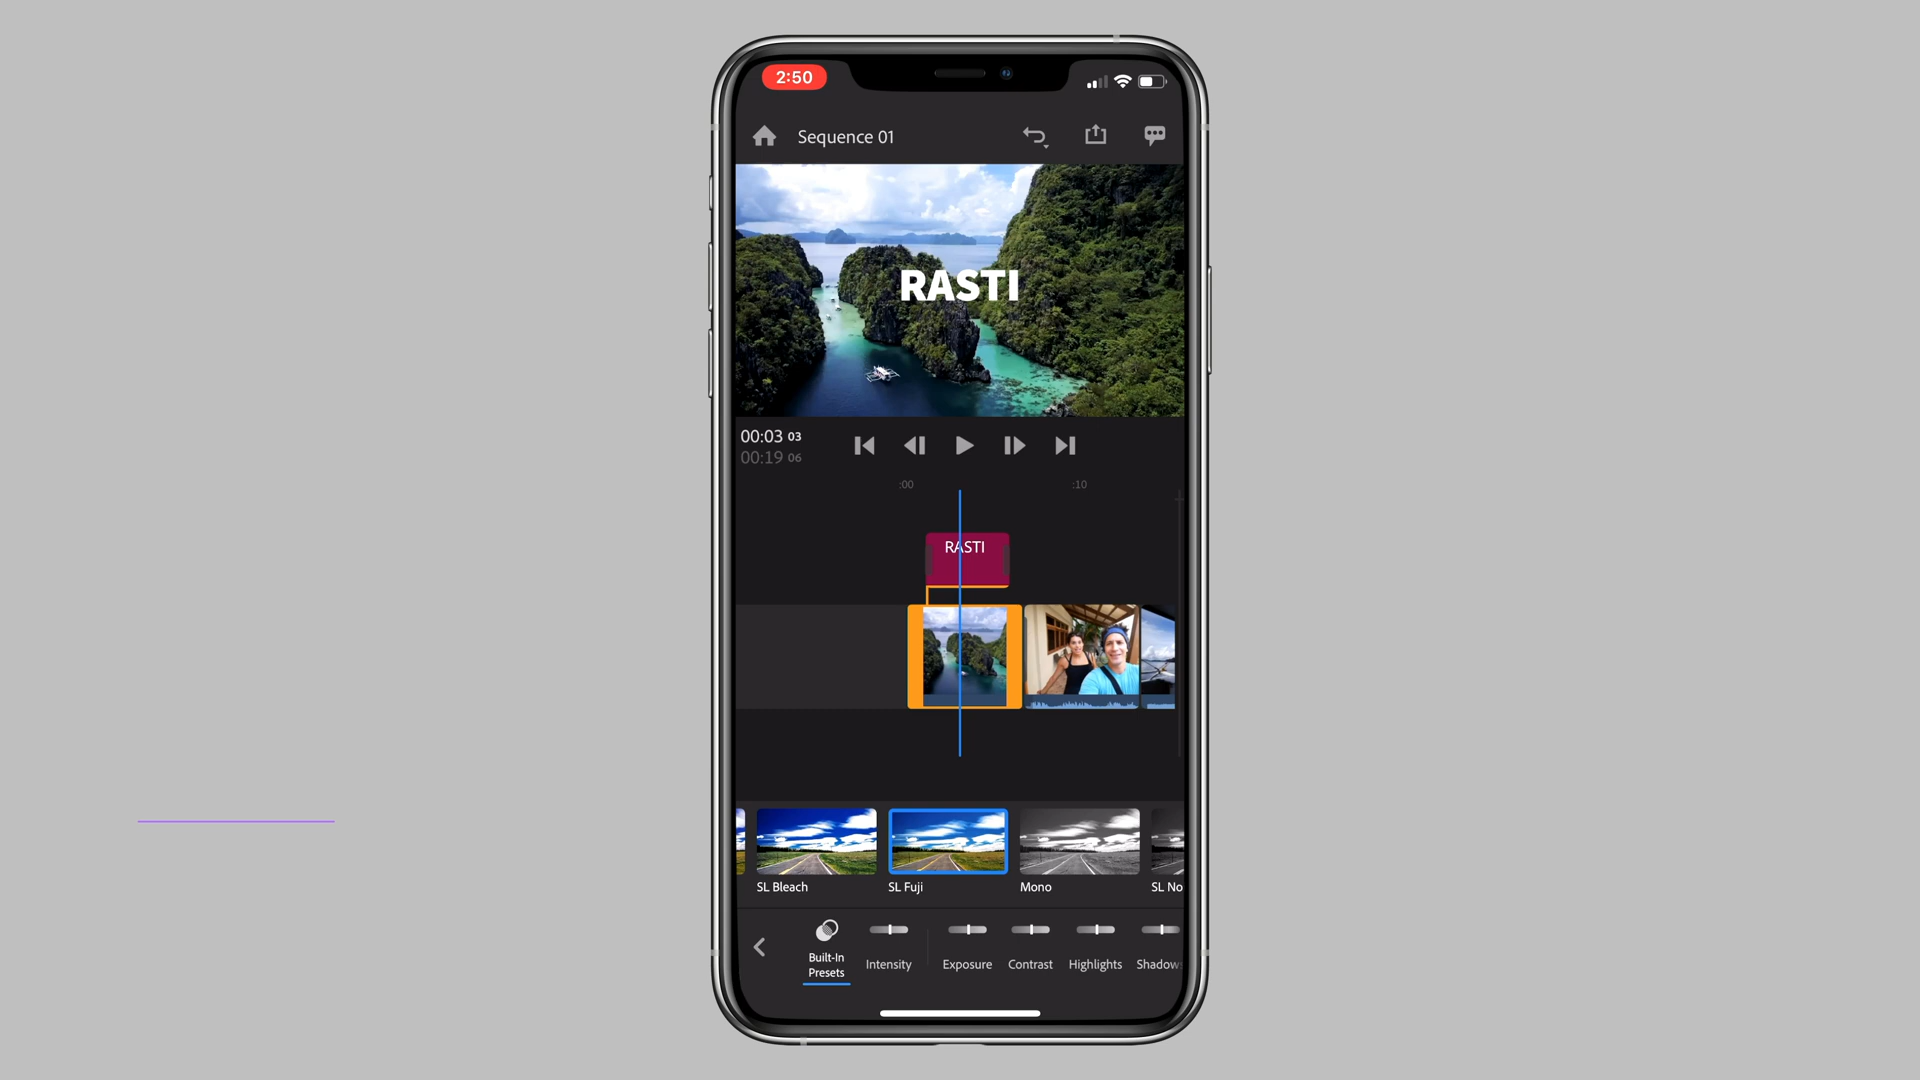 2:50
Sequence 01
RASTI
00:03 03
00:19 06
:00
:10
RASTI
SL Bleach
SL Fuji
Mono
SL No
Built-In
Presets
Intensity
Exposure
Contrast
Highlights
Shadow